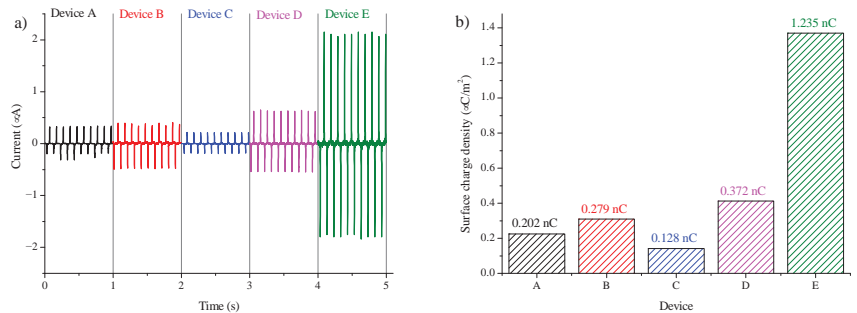 a)
Device A
Device B
Device C
Device D
Device E
Current (∝A)
2
1
0
−1
−2
0
1
2
3
4
5
Time (s)
b)
Surface charge density (∝C/m²)
1.4
1.2
1.0
0.8
0.6
0.4
0.2
0.0
0.202 nC
0.279 nC
0.128 nC
0.372 nC
1.235 nC
A
B
C
D
E
Device